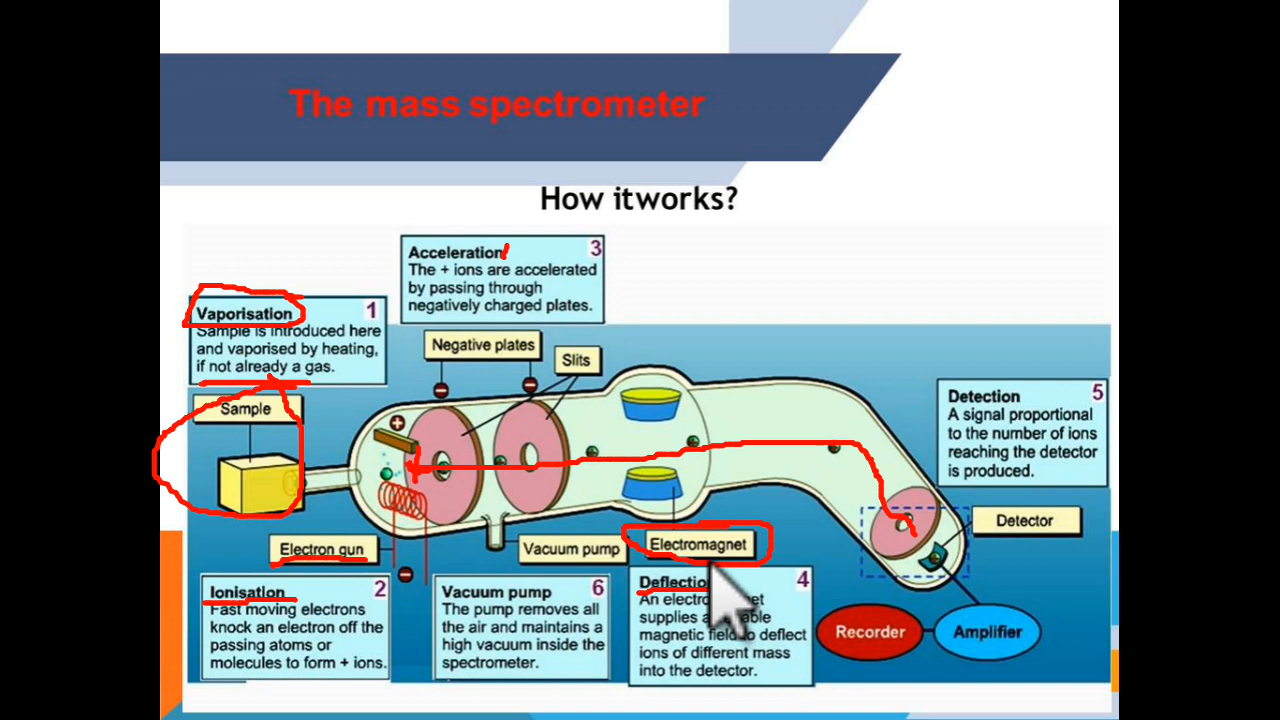 The mass spectrometer
How itworks?
Acceleration 3
The + ions are accelerated
by passing through
negatively charged plates.
Vaporisation 1
Sample is introduced here
and vaporised by heating,
if not already a gas.
Negative plates
Slits
Sample
Detection 5
A signal proportional
to the number of ions
reaching the detector
is produced.
Detector
Electron gun
Vacuum pump
Electromagnet
Ionisation 2
Fast moving electrons
knock an electron off the
passing atoms or
molecules to form + ions.
Vacuum pump 6
The pump removes all
the air and maintains a
high vacuum inside the
spectrometer.
4
An
supplies
magnetic field to deflect
ions of different mass
into the detector.
Recorder
Amplifier